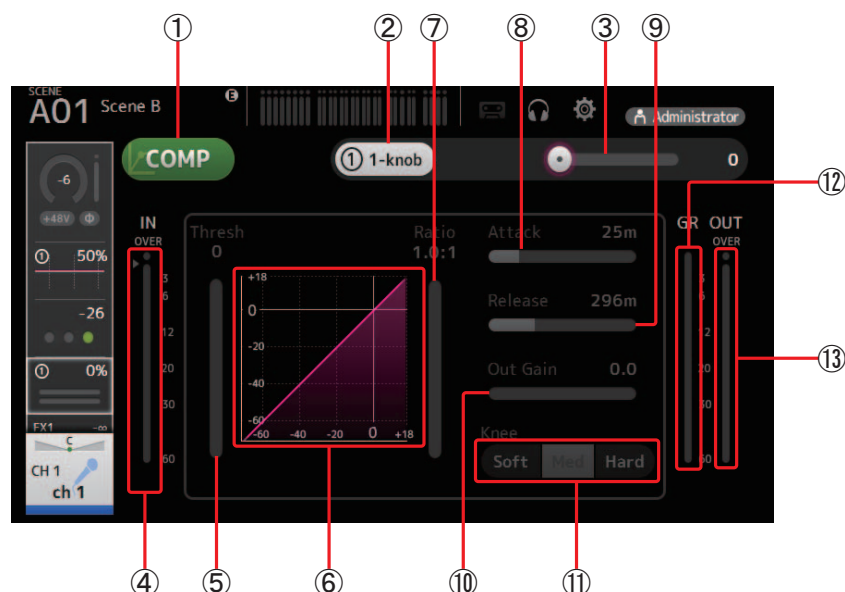 ① ② ⑦ ⑧ ③ ⑨
SCENE
A01 Scene B E Administrator
COMP ① 1-knob 0
⑫
-6
+48V Φ
IN
OVER
Thresh
0
Ratio
1.0:1
Attack 25m
GR OUT
OVER
① 50%
3
6
12
20
30
60
+18
0
-20
-40
-60
-60 -40 -20 0 +18
Release 296m
3
6
12
20
30
60
-26
Out Gain 0.0
⑬
① 0%
Knee
Soft Med Hard
FX1 -∞
C
CH 1
ch 1
④ ⑤ ⑥ ⑩ ⑪